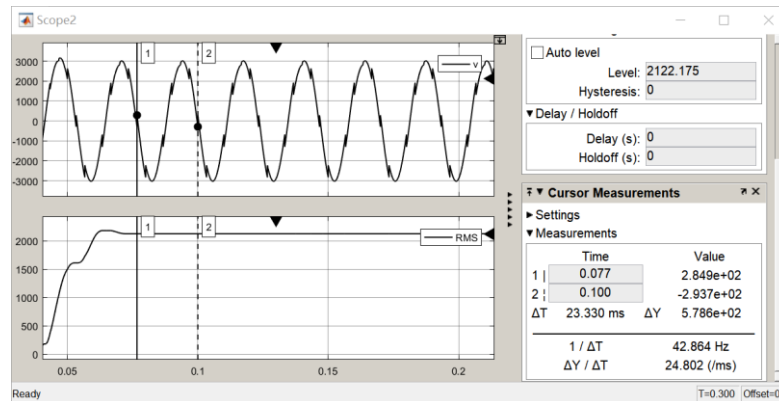 Scope2
1
2
v
3000
2000
1000
0
-1000
-2000
-3000
1
2
RMS
2000
1500
1000
500
0
0.05
0.1
0.15
0.2
Auto level
Level: 2122.175
Hysteresis: 0
▼ Delay / Holdoff
Delay (s): 0
Holdoff (s): 0
Cursor Measurements
► Settings
▼ Measurements
Time Value
1 | 0.077 2.849e+02
2 ¦ 0.100 -2.937e+02
ΔT 23.330 ms ΔY 5.786e+02
1 / ΔT 42.864 Hz
ΔY / ΔT 24.802 (/ms)
Ready T=0.300 Offset=0